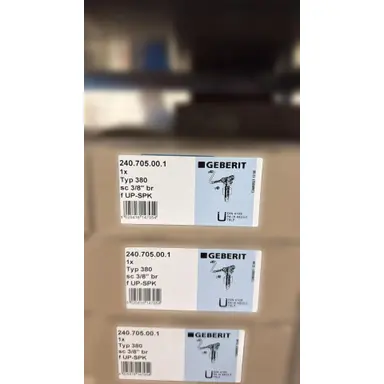 240.705.00.1
1x
Typ 380
sc 3/8" br
f UP-SPK
GEBERIT
U
240.705.00.1
1x
Typ 380
sc 3/8" br
f UP-SPK
GEBERIT
U
240.705.00.1
1x
Typ 380
sc 3/8" br
f UP-SPK
GEBERIT
U